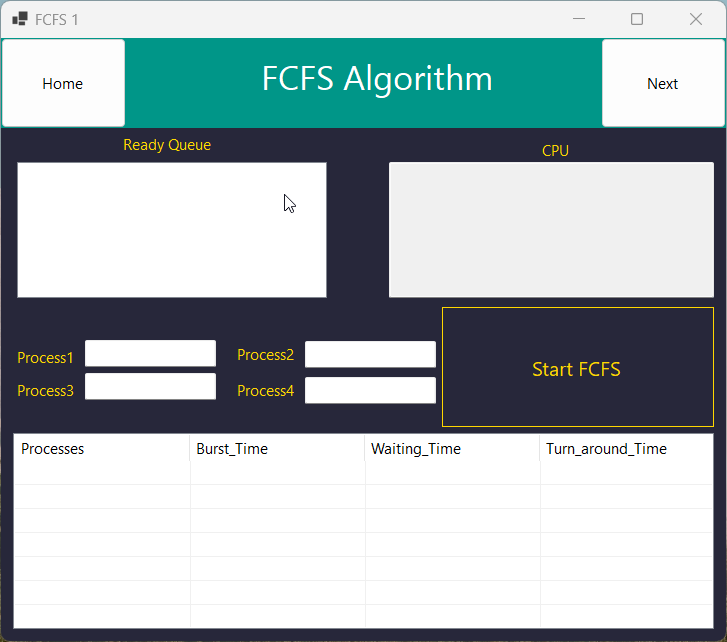 FCFS 1
Home
FCFS Algorithm
Next
Ready Queue
CPU
Process1
Process2
Process3
Process4
Start FCFS
Processes Burst_Time Waiting_Time Turn_around_Time